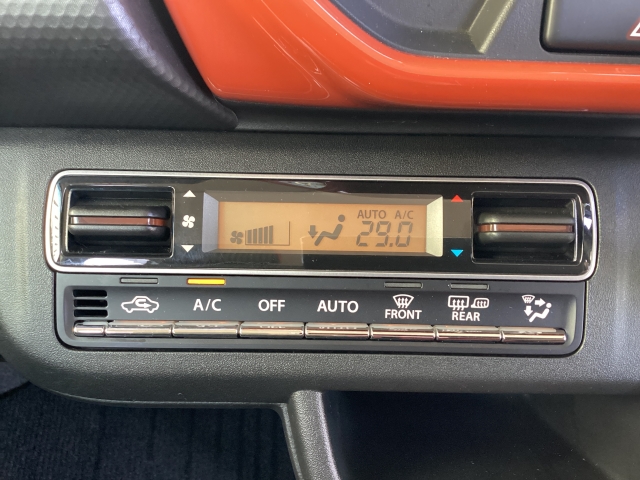 AUTO A/C
29.0
A/C
OFF
AUTO
FRONT
REAR